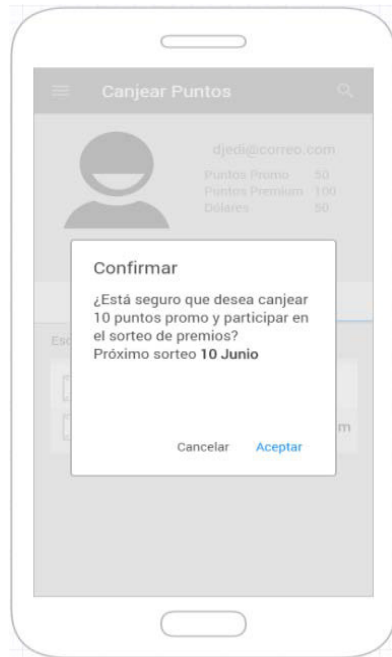 Canjear Puntos
djedi@correo.com
Puntos Promo 50
Puntos Premium 100
Dólares 50
Confirmar
¿Está seguro que desea canjear
10 puntos promo y participar en
el sorteo de premios?
Próximo sorteo 10 Junio
Esc
m
Cancelar Aceptar